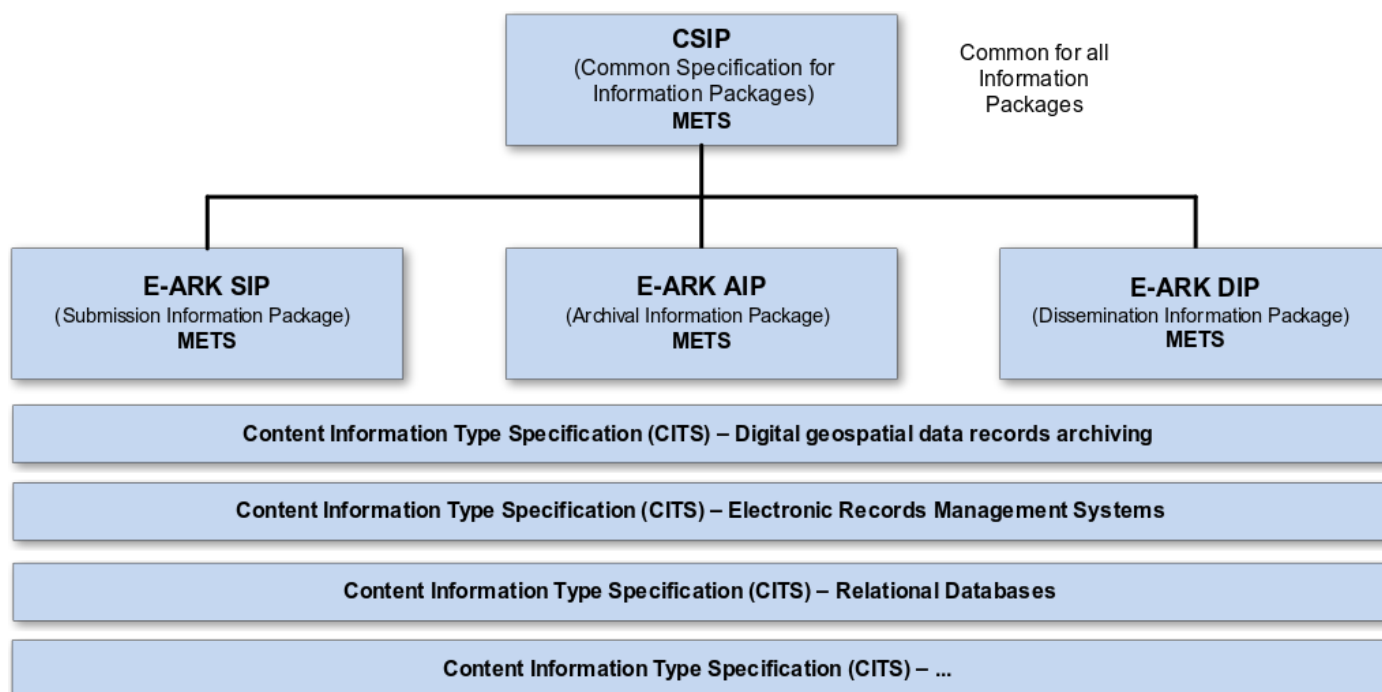 CSIP
(Common Specification for
Information Packages)
METS
Common for all
Information
Packages
E-ARK SIP
(Submission Information Package)
METS
E-ARK AIP
(Archival Information Package)
METS
E-ARK DIP
(Dissemination Information Package)
METS
Content Information Type Specification (CITS) – Digital geospatial data records archiving
Content Information Type Specification (CITS) – Electronic Records Management Systems
Content Information Type Specification (CITS) – Relational Databases
Content Information Type Specification (CITS) – ...